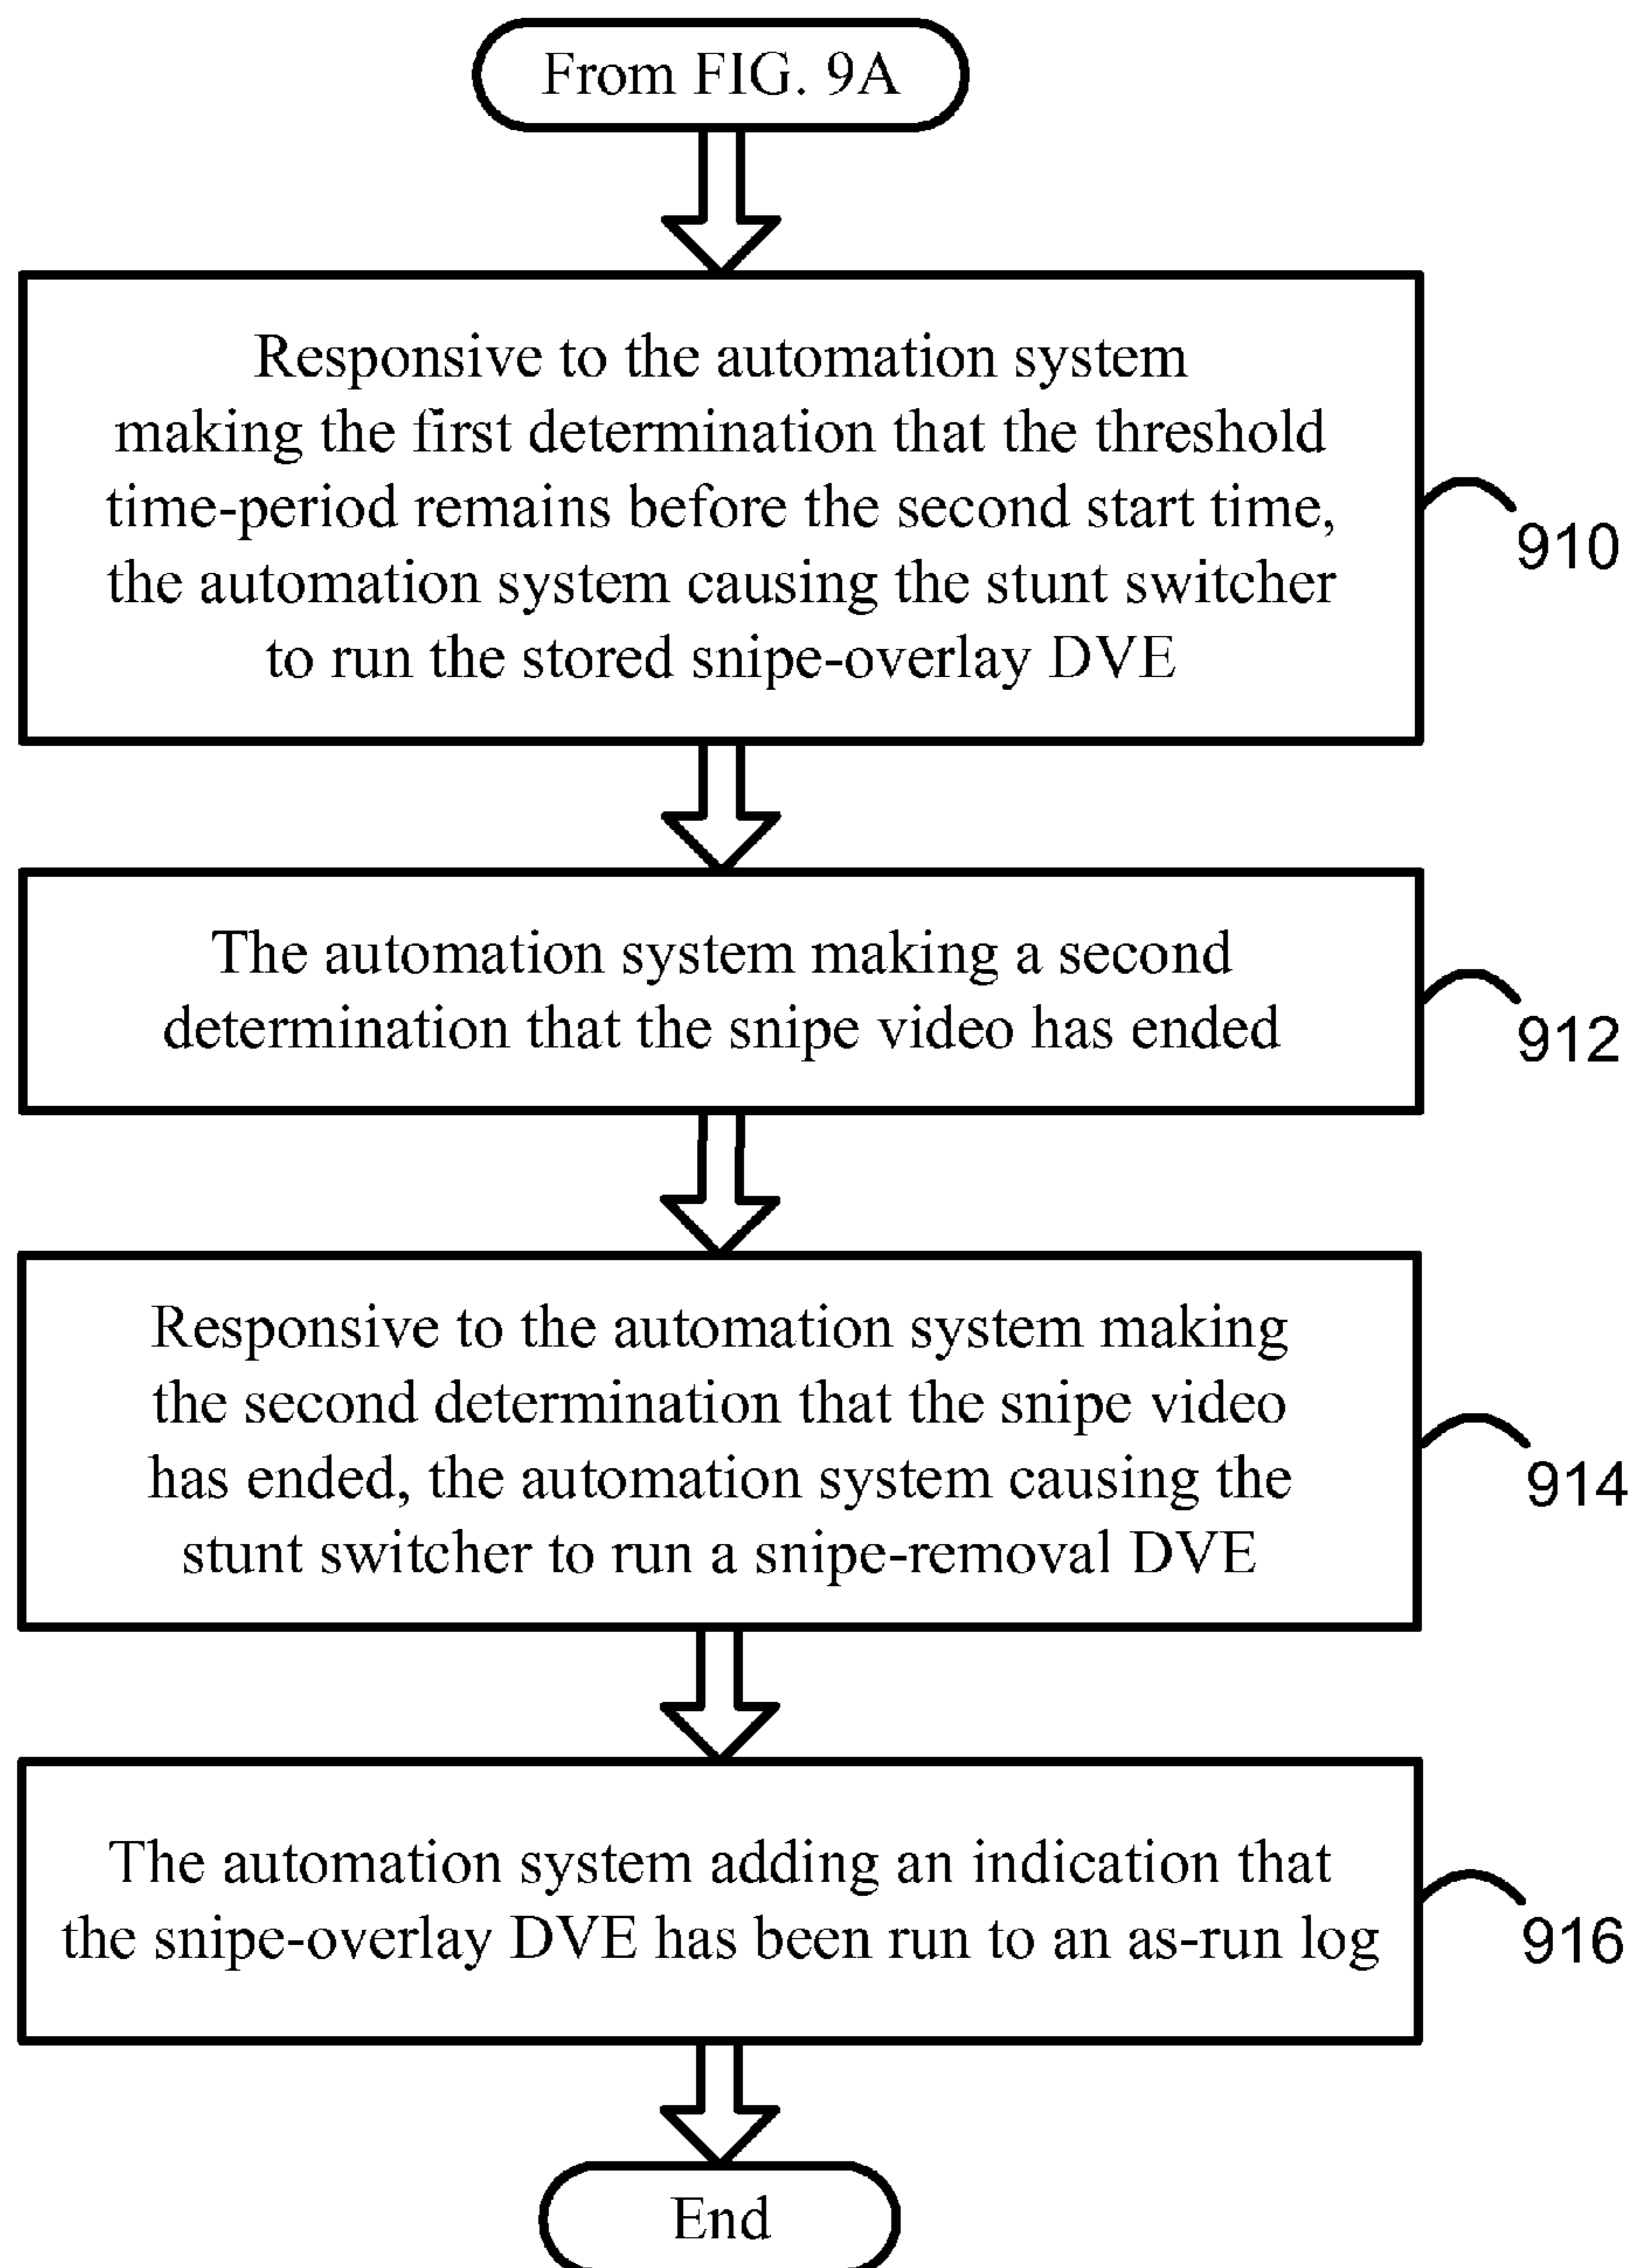 From FIG. 9A
Responsive to the automation system
making the first determination that the threshold
time-period remains before the second start time,
the automation system causing the stunt switcher
to run the stored snipe-overlay DVE
910
The automation system making a second
determination that the snipe video has ended
912
Responsive to the automation system making
the second determination that the snipe video
has ended, the automation system causing the
stunt switcher to run a snipe-removal DVE
914
The automation system adding an indication that
the snipe-overlay DVE has been run to an as-run log
916
End